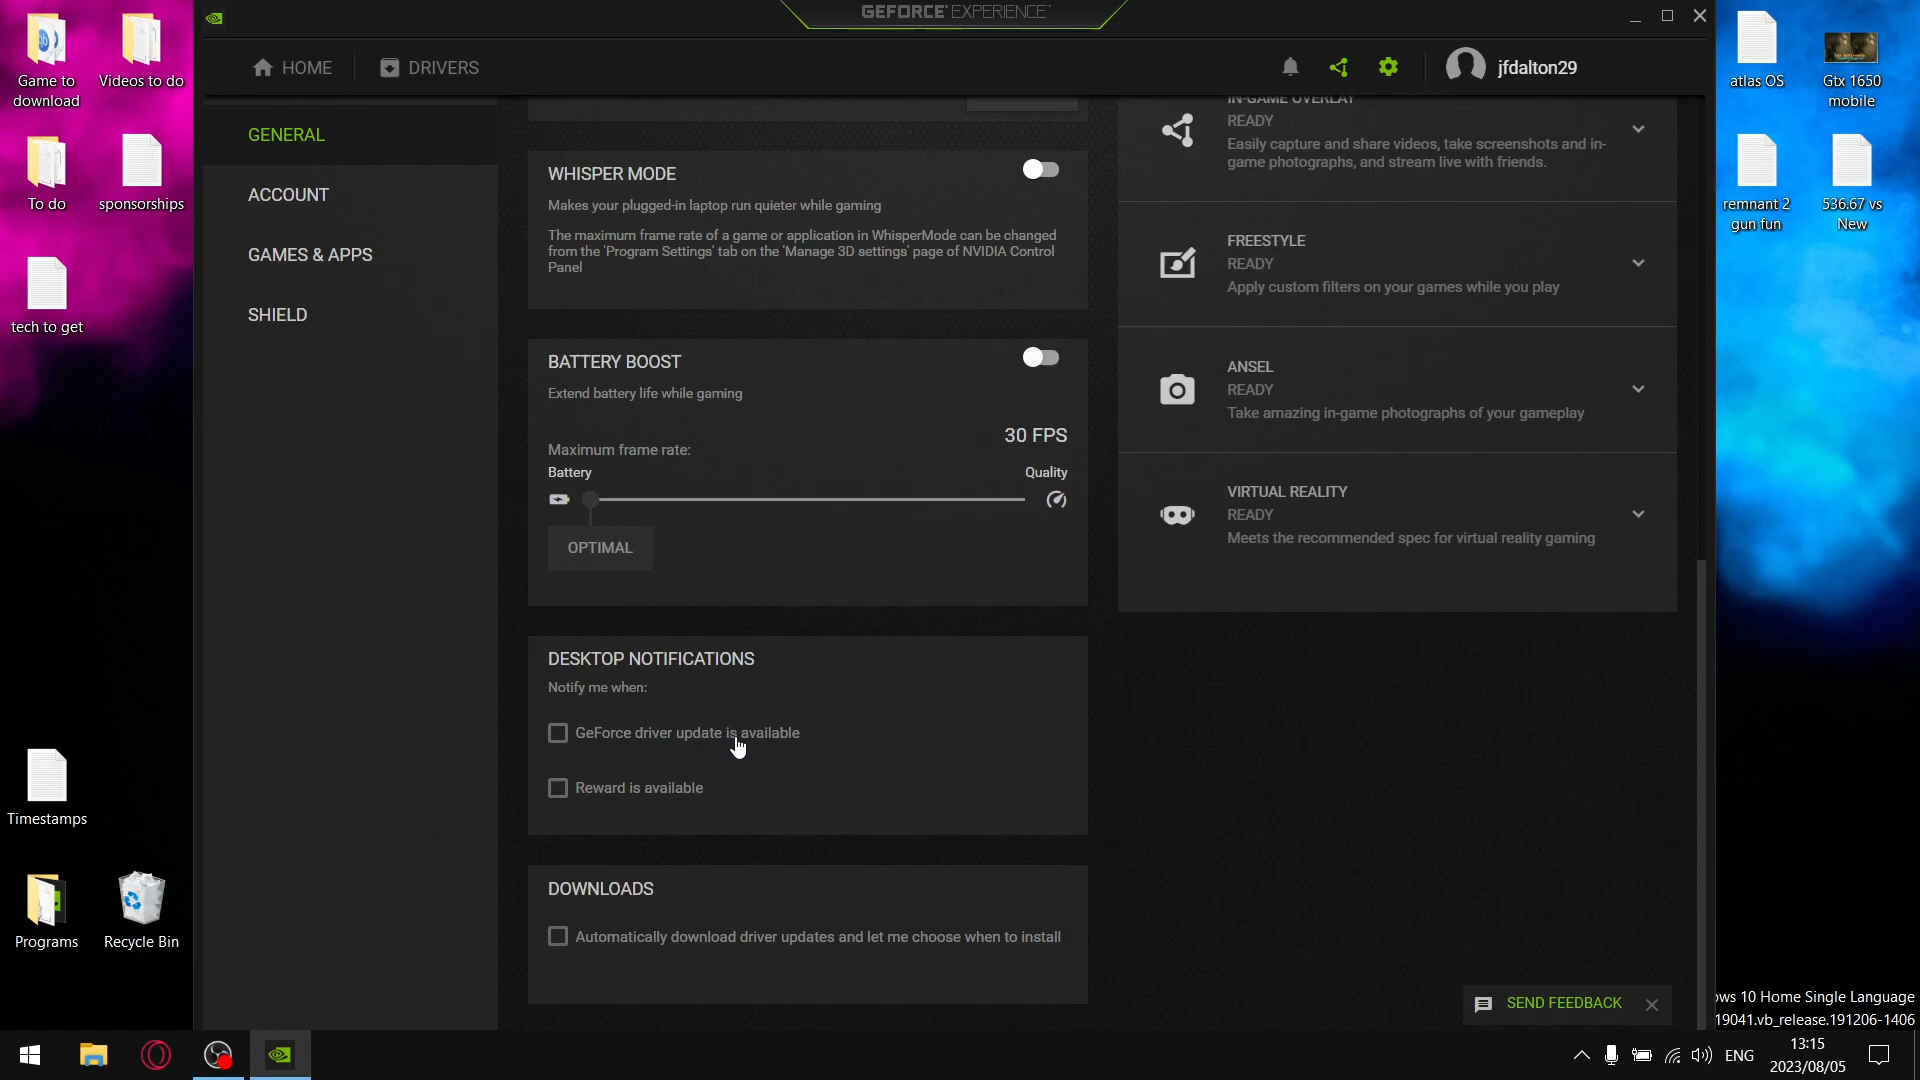 GEFORCE EXPERIENCE
HOME
DRIVERS
jfdalton29
GENERAL
ACCOUNT
GAMES & APPS
SHIELD
WHISPER MODE
Makes your plugged-in laptop run quieter while gaming
The maximum frame rate of a game or application in WhisperMode can be changed
from the 'Program Settings' tab on the 'Manage 3D settings' page of NVIDIA Control
Panel
BATTERY BOOST
Extend battery life while gaming
30 FPS
Maximum frame rate:
Battery
Quality
OPTIMAL
DESKTOP NOTIFICATIONS
Notify me when:
GeForce driver update is available
Reward is available
DOWNLOADS
Automatically download driver updates and let me choose when to install
IN-GAME OVERLAY
READY
Easily capture and share videos, take screenshots and in-
game photographs, and stream live with friends.
FREESTYLE
READY
Apply custom filters on your games while you play
ANSEL
READY
Take amazing in-game photographs of your gameplay
VIRTUAL REALITY
READY
Meets the recommended spec for virtual reality gaming
SEND FEEDBACK
Game to
download
Videos to do
To do
sponsorships
tech to get
Timestamps
Programs
Recycle Bin
atlas OS
Gtx 1650
mobile
remnant 2
gun fun
536.67 vs
New
ows 10 Home Single Language
19041.vb_release.191206-1406
ENG
13:15
2023/08/05